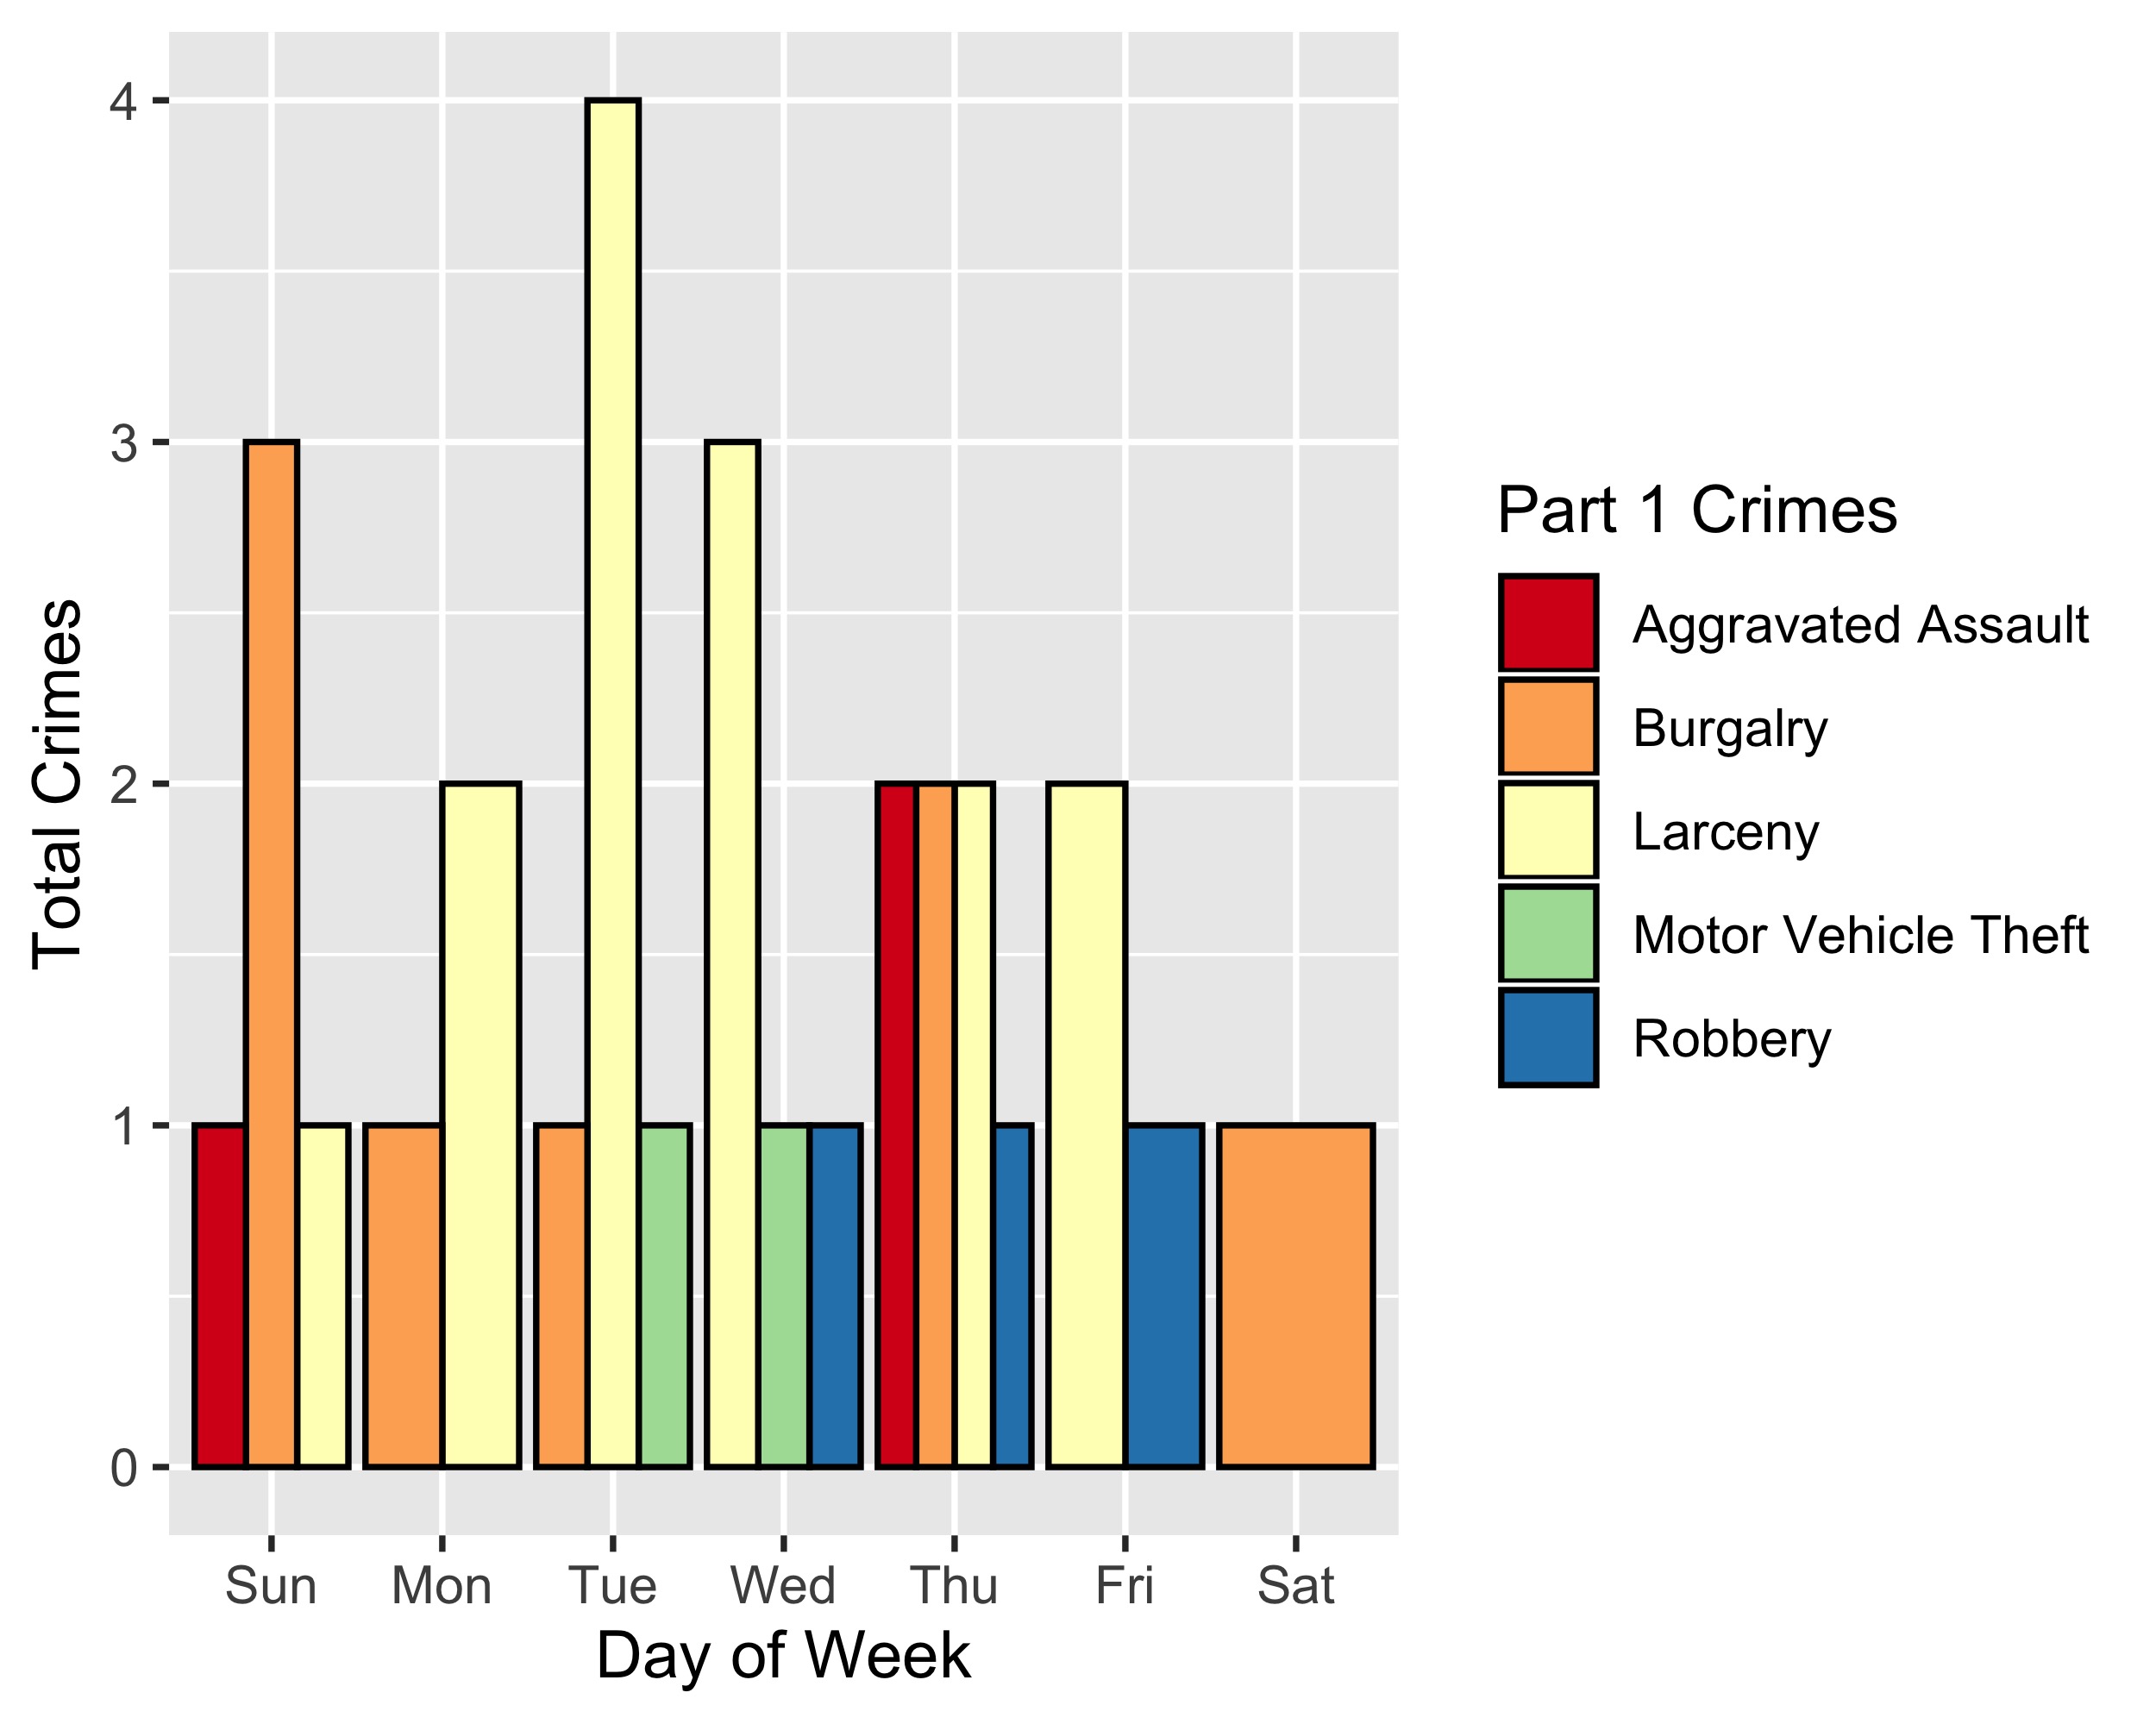 4
3
2
1
0
Total Crimes
Sun Mon Tue Wed Thu Fri Sat
Day of Week
Part 1 Crimes
Aggravated Assault
Burgalry
Larceny
Motor Vehicle Theft
Robbery